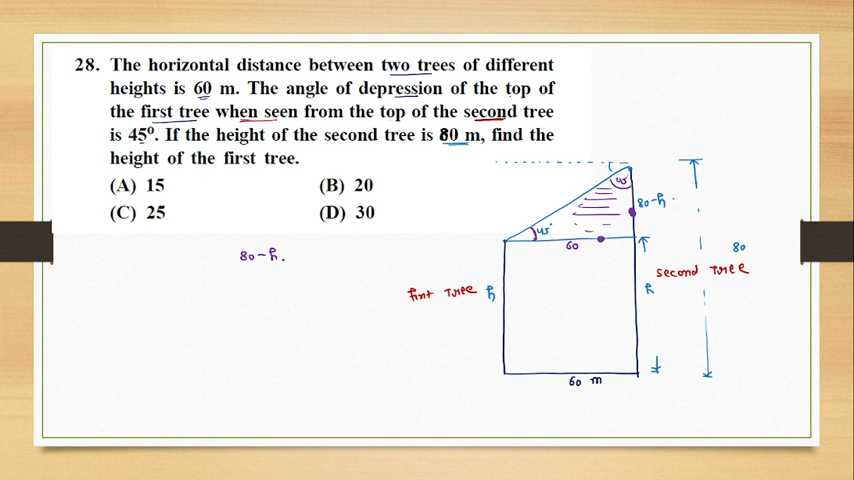 28. The horizontal distance between two trees of different
heights is 60 m. The angle of depression of the top of
the first tree when seen from the top of the second tree
is 45⁰. If the height of the second tree is 80 m, find the
height of the first tree.
(A) 15 (B) 20
(C) 25 (D) 30
45
80-h
45°
60
80-h.
80
second Tree
first Tree h
h
60 m